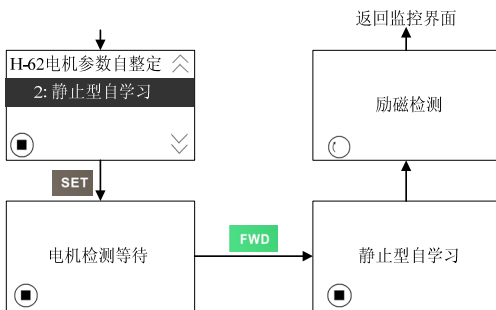 返回监控界面
H-62电机参数自整定
2: 静止型自学习
励磁检测
SET
电机检测等待
FWD
静止型自学习